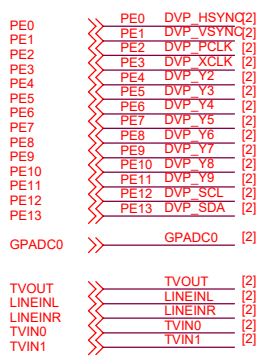 PE0 PE0 DVP_HSYNC [2]
PE1 PE1 DVP_VSYNC [2]
PE2 PE2 DVP_PCLK [2]
PE3 PE3 DVP_XCLK [2]
PE4 PE4 DVP_Y2 [2]
PE5 PE5 DVP_Y3 [2]
PE6 PE6 DVP_Y4 [2]
PE7 PE7 DVP_Y5 [2]
PE8 PE8 DVP_Y6 [2]
PE9 PE9 DVP_Y7 [2]
PE10 PE10 DVP_Y8 [2]
PE11 PE11 DVP_Y9 [2]
PE12 PE12 DVP_SCL [2]
PE13 PE13 DVP_SDA [2]
GPADC0 GPADC0 [2]
TVOUT TVOUT [2]
LINEINL LINEINL [2]
LINEINR LINEINR [2]
TVIN0 TVIN0 [2]
TVIN1 TVIN1 [2]